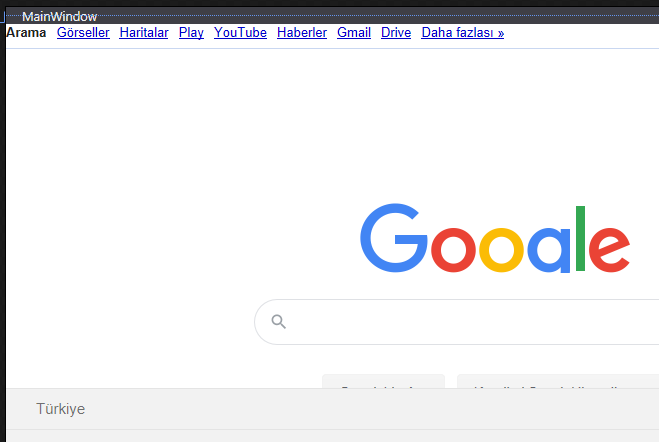 MainWindow
Arama Görseller Haritalar Play YouTube Haberler Gmail Drive Daha fazlası »
Google
Türkiye